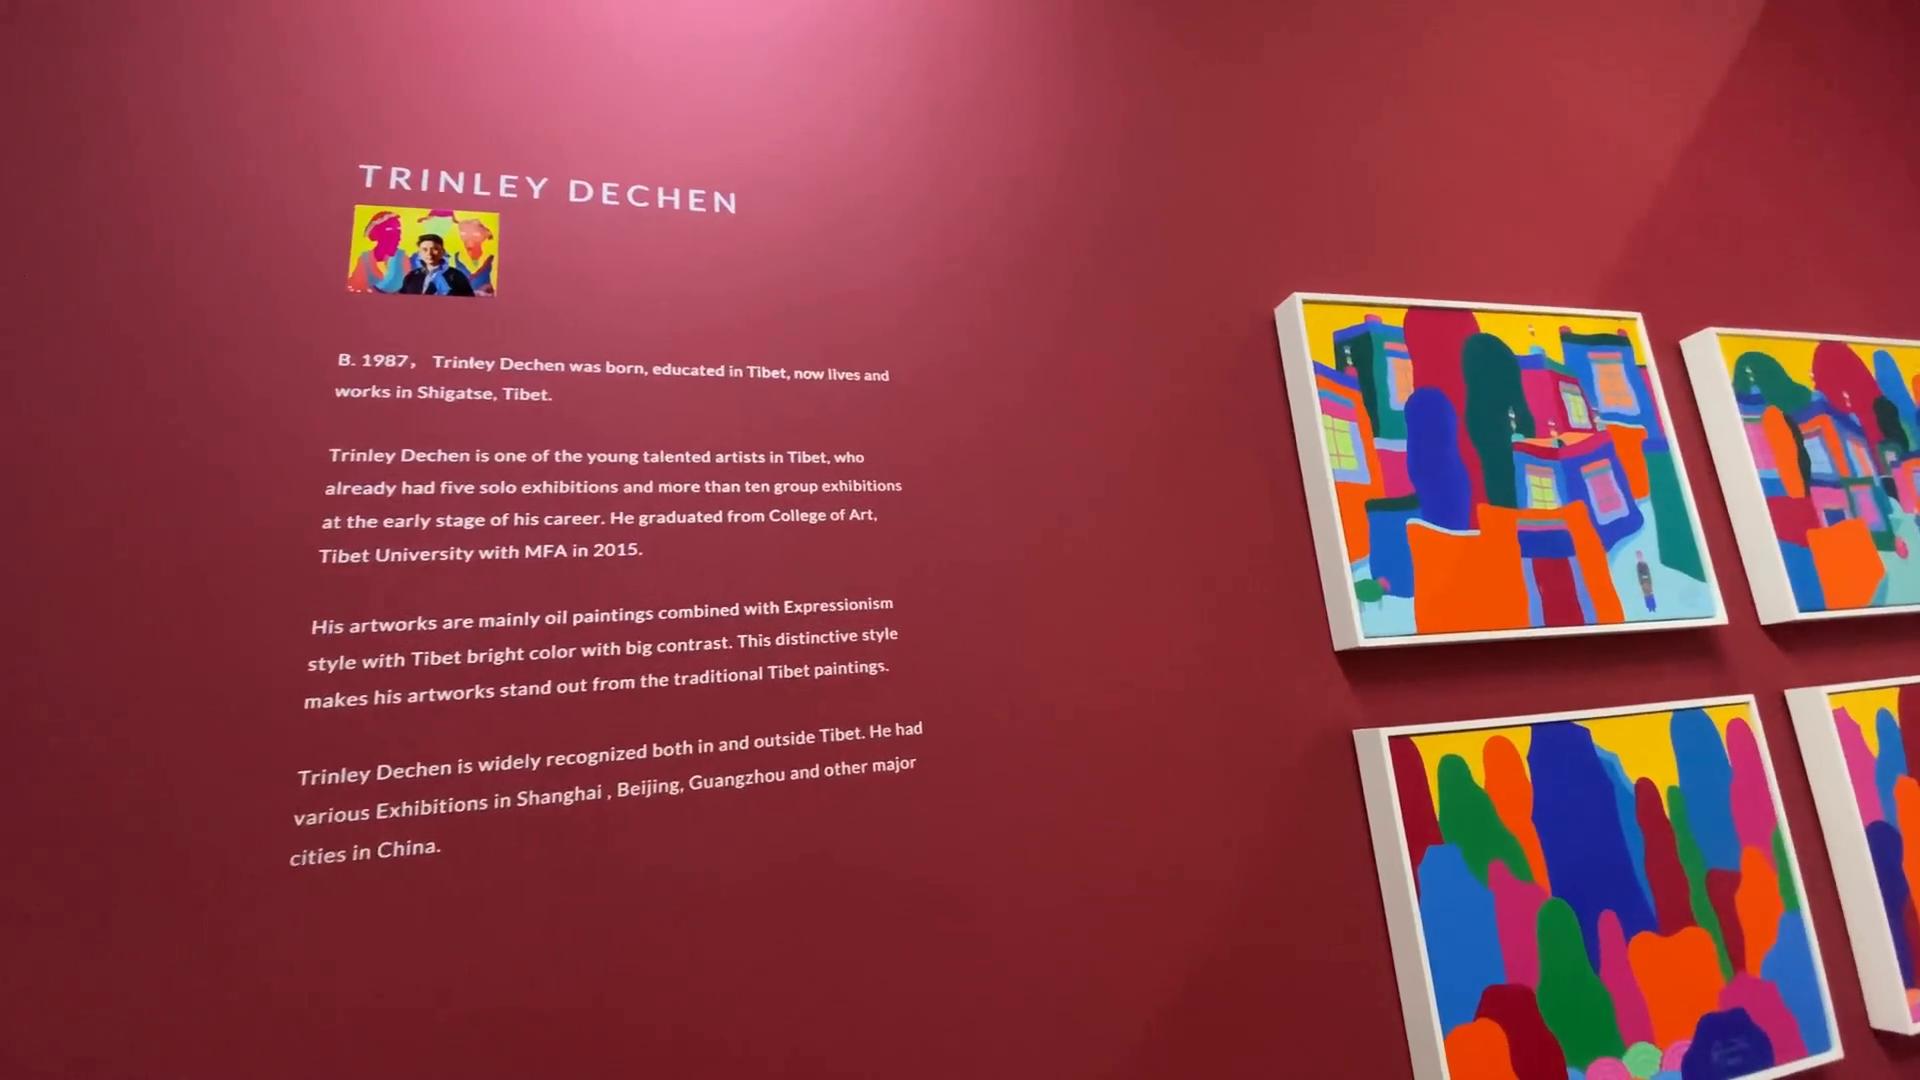 TRINLEY DECHEN
B. 1987， Trinley Dechen was born, educated in Tibet, now lives and
works in Shigatse, Tibet.
Trinley Dechen is one of the young talented artists in Tibet, who
already had five solo exhibitions and more than ten group exhibitions
at the early stage of his career. He graduated from College of Art,
Tibet University with MFA in 2015.
His artworks are mainly oil paintings combined with Expressionism
style with Tibet bright color with big contrast. This distinctive style
makes his artworks stand out from the traditional Tibet paintings.
Trinley Dechen is widely recognized both in and outside Tibet. He had
various Exhibitions in Shanghai , Beijing, Guangzhou and other major
cities in China.